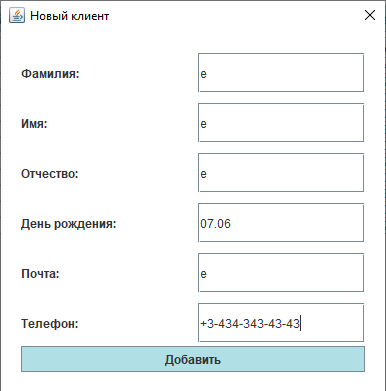 Новый клиент
Фамилия: е
Имя: е
Отчество: е
День рождения: 07.06
Почта: е
Телефон: +3-434-343-43-43
Добавить